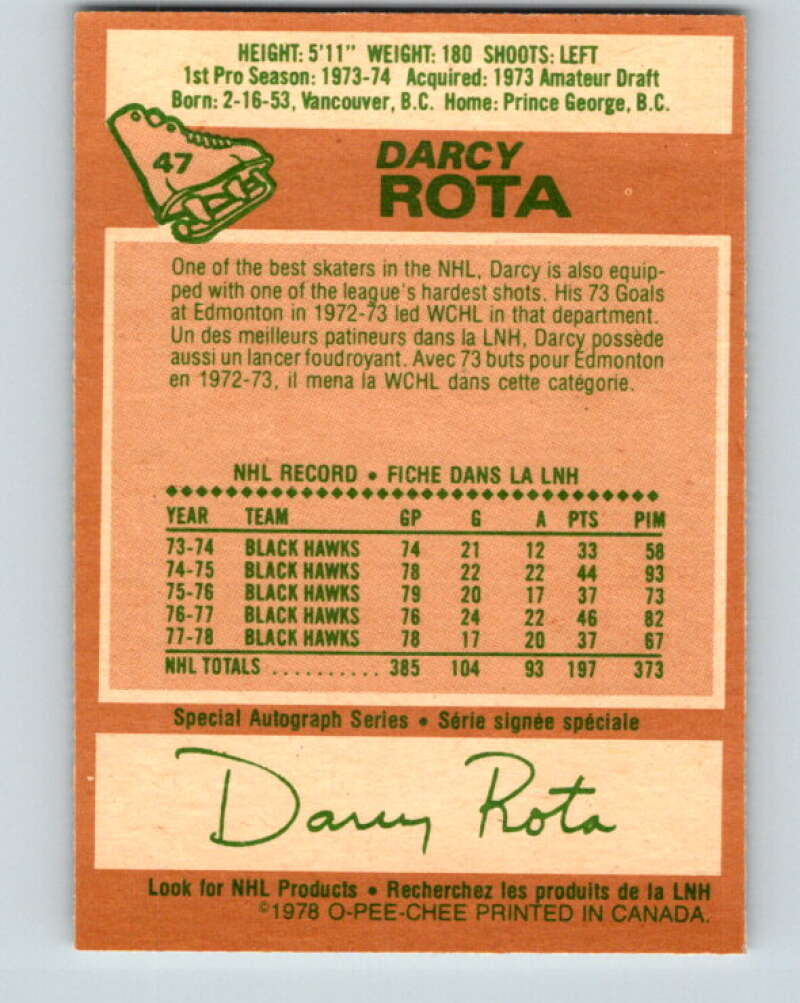 HEIGHT: 5'11" WEIGHT: 180 SHOOTS: LEFT
1st Pro Season: 1973-74 Acquired: 1973 Amateur Draft
Born: 2-16-53, Vancouver, B.C. Home: Prince George, B.C.
47
DARCY
ROTA
One of the best skaters in the NHL, Darcy is also equip-
ped with one of the league's hardest shots. His 73 Goals
at Edmonton in 1972-73 led WCHL in that department.
Un des meilleurs patineurs dans la LNH, Darcy possède
aussi un lancer foudroyant. Avec 73 buts pour Edmonton
en 1972-73, il mena la WCHL dans cette catégorie.
NHL RECORD • FICHE DANS LA LNH
YEAR TEAM GP G A PTS PIM
73-74 BLACK HAWKS 74 21 12 33 58
74-75 BLACK HAWKS 78 22 22 44 93
75-76 BLACK HAWKS 79 20 17 37 73
76-77 BLACK HAWKS 76 24 22 46 82
77-78 BLACK HAWKS 78 17 20 37 67
NHL TOTALS .......... 385 104 93 197 373
Special Autograph Series • Série signée spéciale
Darcy Rota
Look for NHL Products • Recherchez les produits de la LNH
©1978 O-PEE-CHEE PRINTED IN CANADA.